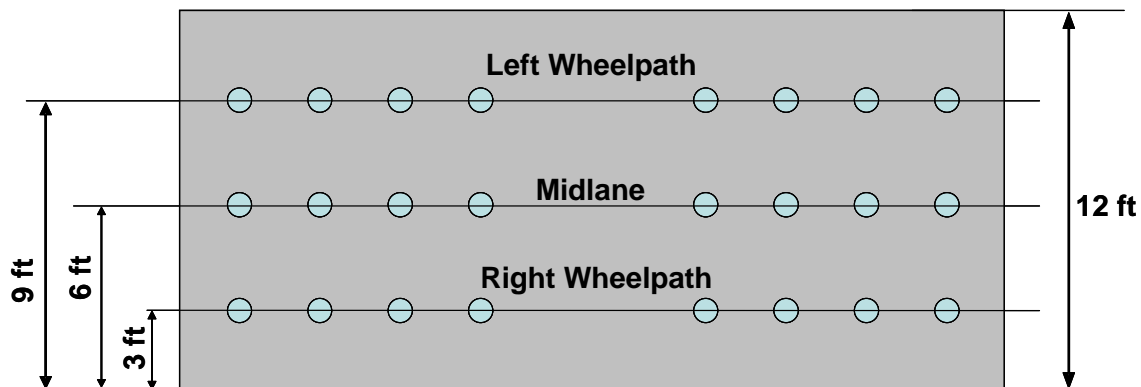 Left Wheelpath
Midlane
12 ft
9 ft
6 ft
Right Wheelpath
3 ft